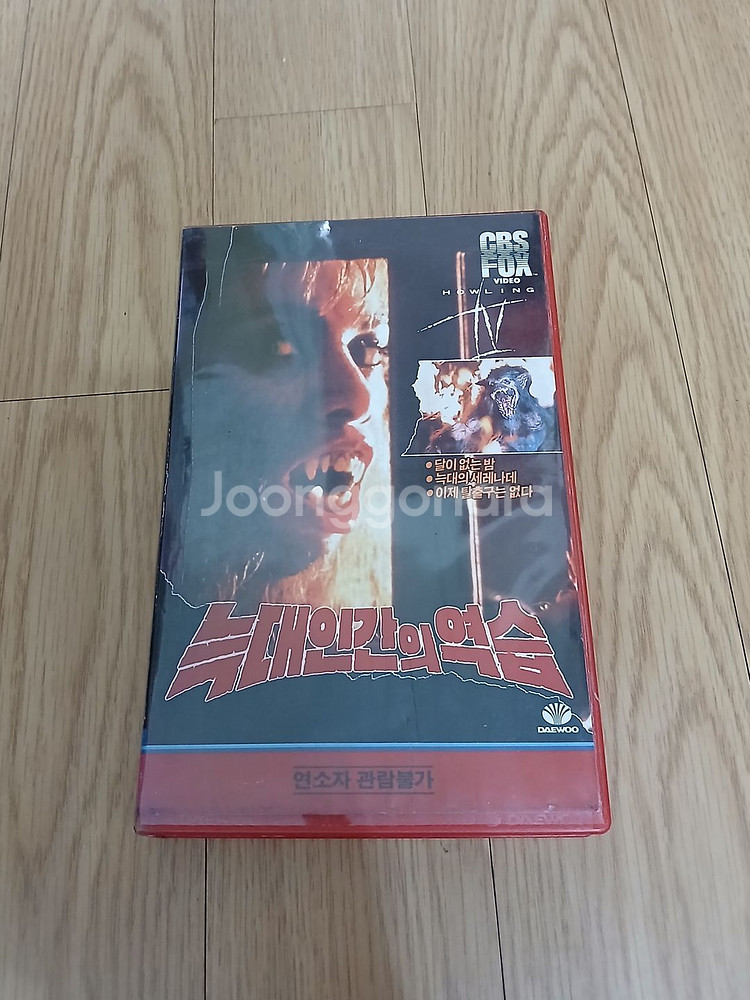 CBS
FOX
VIDEO
HOWLING
IV
• 달이 없는 밤
• 늑대의 세레나데
• 이제 탈출구는 없다
Joonggonara
늑대인간의 역습
DAEWOO
연소자 관람불가
DAEWOO